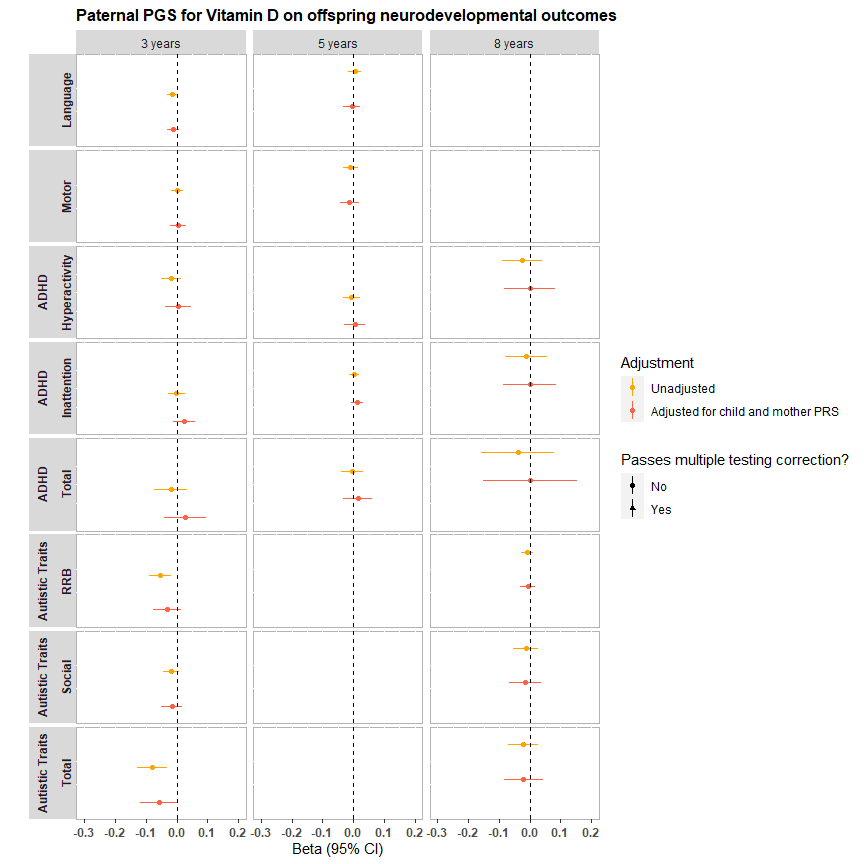 Paternal PGS for Vitamin D on offspring neurodevelopmental outcomes
3 years
5 years
8 years
Language
Motor
ADHD
Hyperactivity
ADHD
Inattention
ADHD
Total
Autistic Traits
RRB
Autistic Traits
Social
Autistic Traits
Total
-0.3 -0.2 -0.1 0.0 0.1 0.2
-0.3 -0.2 -0.1 0.0 0.1 0.2
-0.3 -0.2 -0.1 0.0 0.1 0.2
Beta (95% CI)
Adjustment
Unadjusted
Adjusted for child and mother PRS
Passes multiple testing correction?
No
Yes